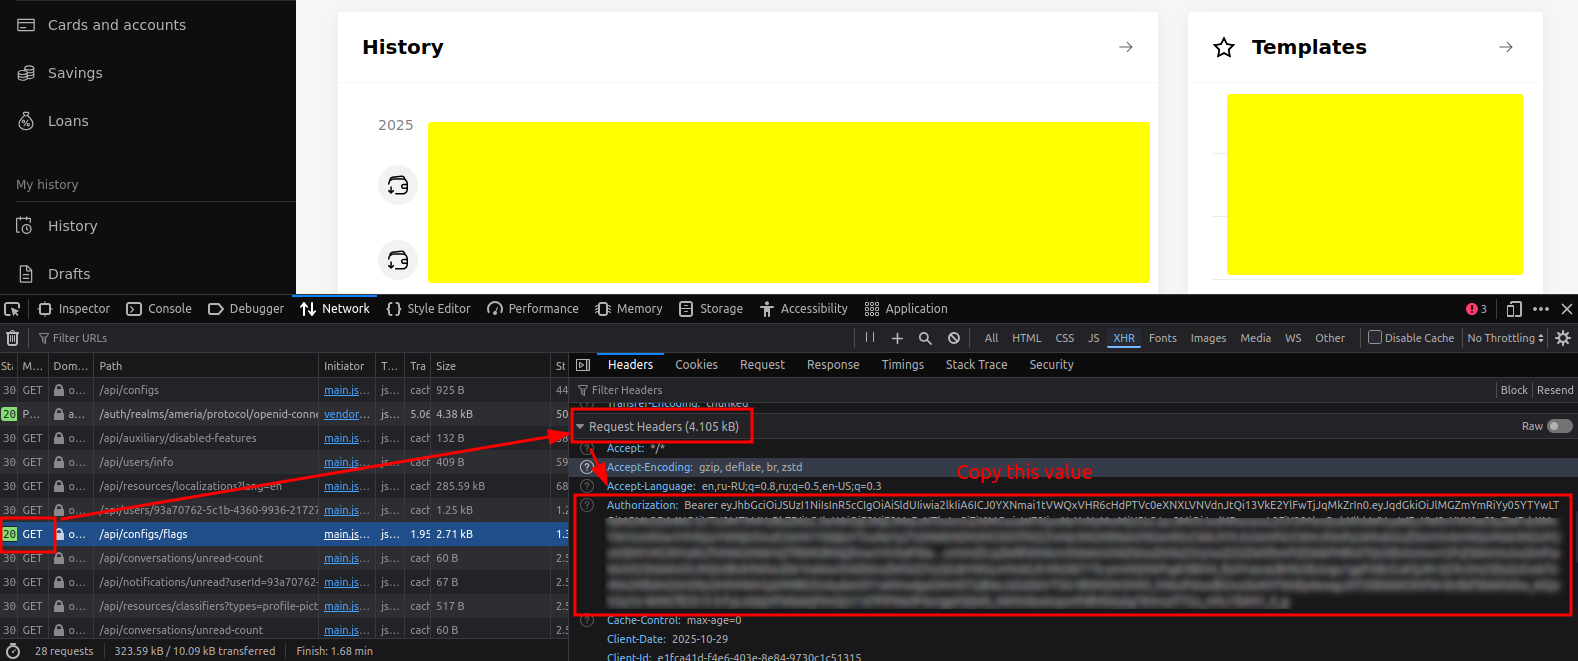 Cards and accounts
Savings
Loans
My history
History
Drafts
History
2025
Templates
Inspector Console Debugger Network Style Editor Performance Memory Storage Accessibility Application 3
Filter URLs
All HTML CSS JS XHR Fonts Images Media WS Other Disable Cache No Throttling
M... Dom... Path Initiator T... Tra Size St
30 GET o... /api/configs main.js... js... cach 925 B 44
20 P... a... /auth/realms/ameria/protocol/openid-conne vendor... js... 5.06 4.38 kB 50
30 GET o... /api/auxiliary/disabled-features main.js... js... cach 132 B
30 GET o... /api/users/info main.js... js... cach 409 B 59
30 GET o... /api/resources/localizations?lang=en main.js... js... cach 285.59 kB 68
30 GET o... /api/users/93a70762-5c1b-4360-9936-21727 main.js... js... cach 1.25 kB 1.2
20 GET o... /api/configs/flags main.js... js... 1.95 2.71 kB 1.3
30 GET o... /api/conversations/unread-count main.js... js... cach 60 B 2.5
30 GET o... /api/notifications/unread?userId=93a70762- main.js... js... cach 67 B 2.5
30 GET o... /api/resources/classifiers?types=profile-pict main.js... js... cach 517 B 2.5
30 GET o... /api/conversations/unread-count main.js... js... cach 60 B 2.5
28 requests 323.59 kB / 10.09 kB transferred Finish: 1.68 min
Headers Cookies Request Response Timings Stack Trace Security
Filter Headers Block Resend
Transfer-Encoding: chunked
Request Headers (4.105 kB) Raw
Accept: */*
Accept-Encoding: gzip, deflate, br, zstd
Copy this value
Accept-Language: en,ru-RU;q=0.8,ru;q=0.5,en-US;q=0.3
Authorization: Bearer
Cache-Control: max-age=0
Client-Date: 2025-10-29
Client-Id: e1fca41d-f4e6-403e-8e84-9730c1c51315